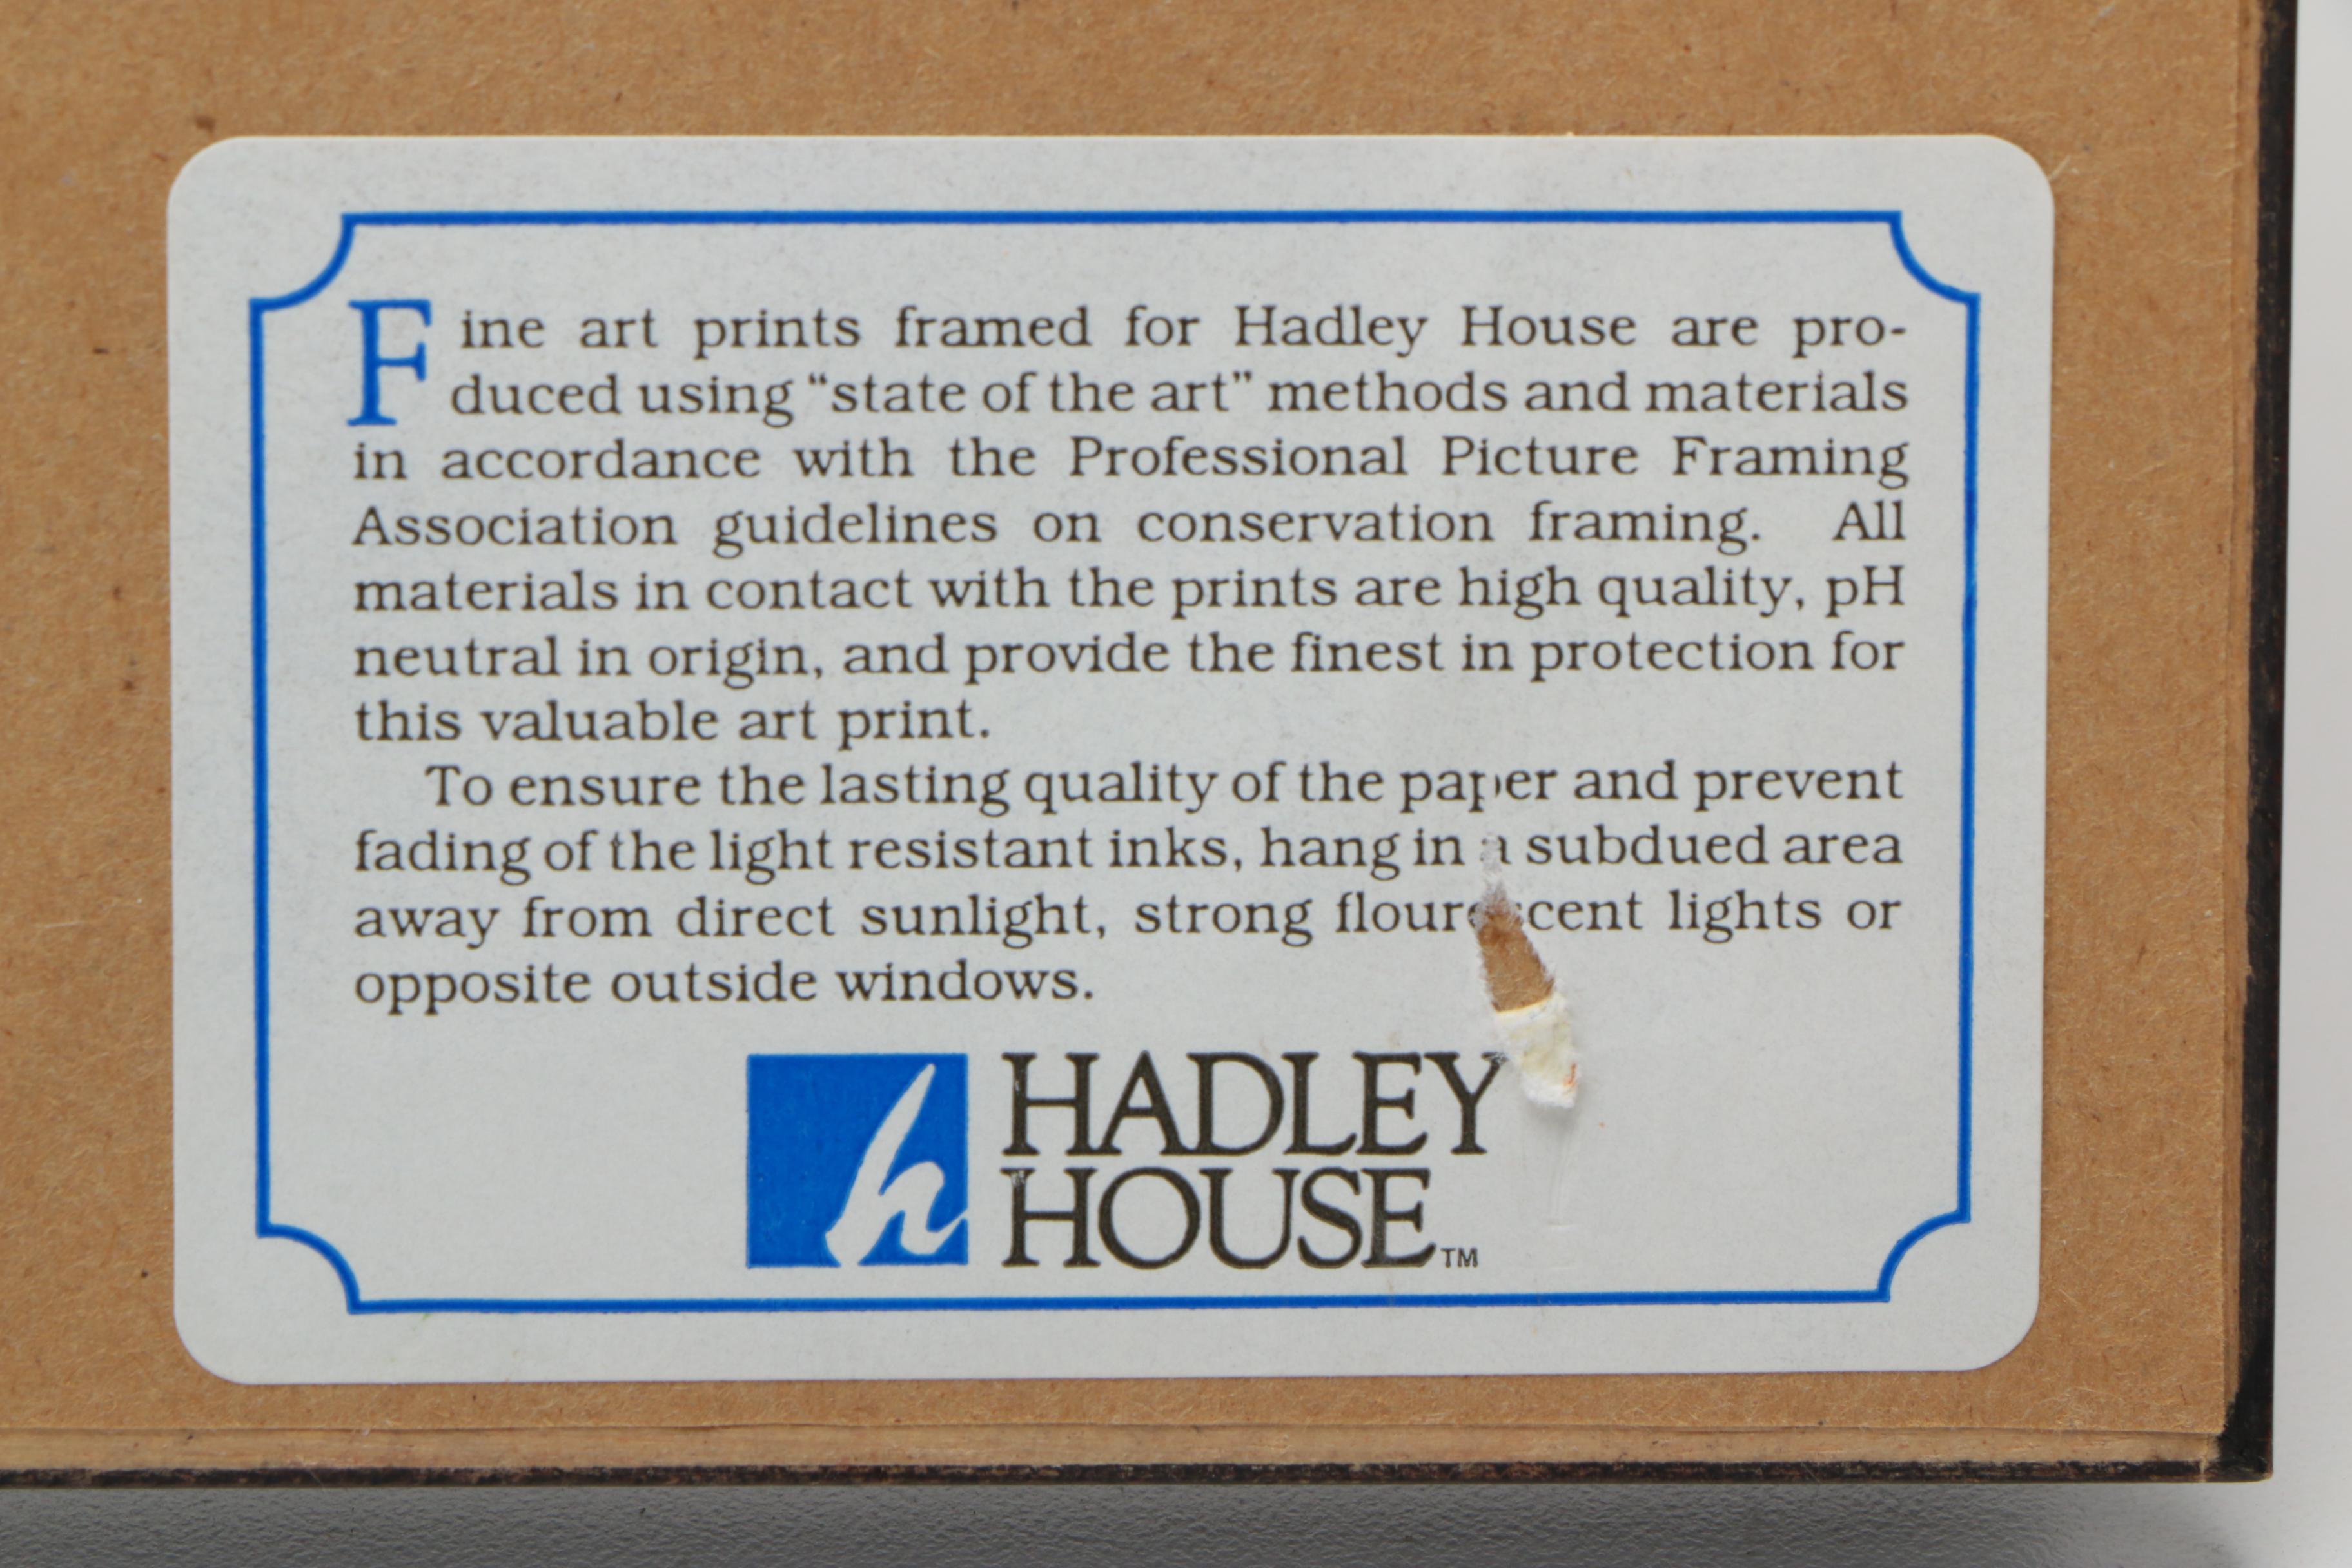 Fine art prints framed for Hadley House are pro-
duced using “state of the art” methods and materials
in accordance with the Professional Picture Framing
Association guidelines on conservation framing. All
materials in contact with the prints are high quality, pH
neutral in origin, and provide the finest in protection for
this valuable art print.
To ensure the lasting quality of the paper and prevent
fading of the light resistant inks, hang in a subdued area
away from direct sunlight, strong flourescent lights or
opposite outside windows.
h
HADLEY
HOUSE™